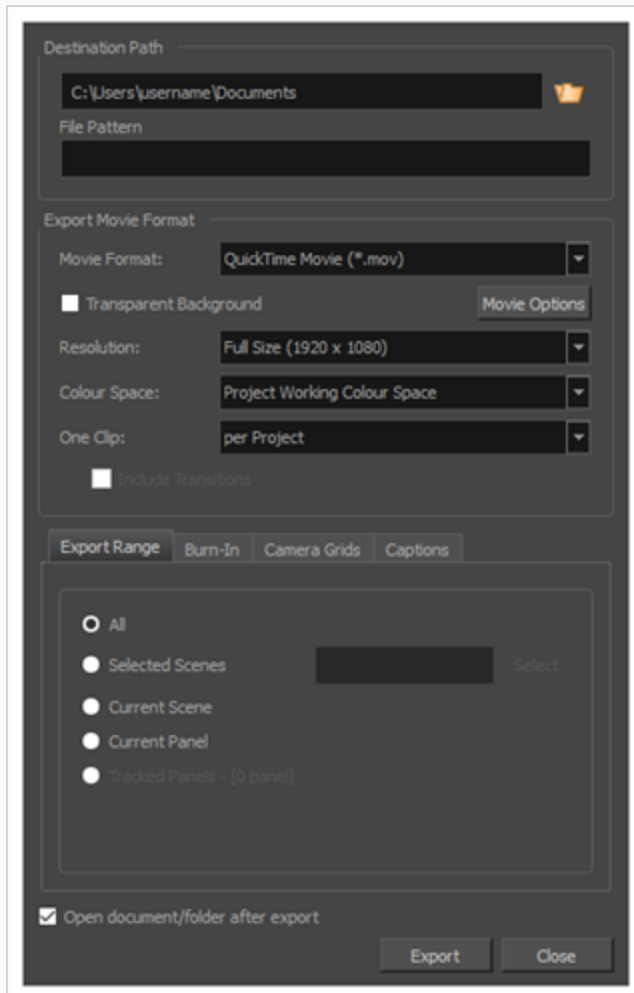 Destination Path
C:\Users\username\Documents
File Pattern
Export Movie Format
Movie Format: QuickTime Movie (*.mov)
Transparent Background Movie Options
Resolution: Full Size (1920 x 1080)
Colour Space: Project Working Colour Space
One Clip: per Project
Include Transitions
Export Range Burn-In Camera Grids Captions
All
Selected Scenes Select
Current Scene
Current Panel
Tracked Panels - [0 panel]
Open document/folder after export
Export Close